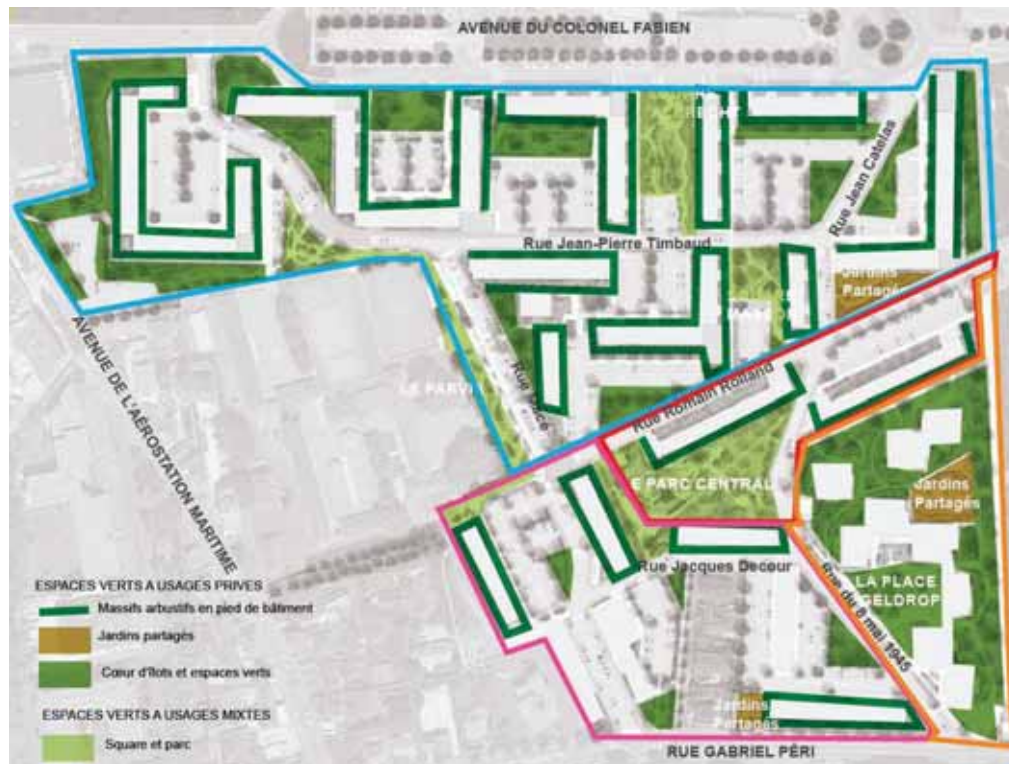 AVENUE DU COLONEL FABIEN
HECHT
Rue Jean Catelas
Rue Jean-Pierre Timbaud
Jardins
Partagés
AVENUE DE L'AÉROSTATION MARITIME
LE PARVIS
Rue Romain Rolland
E PARC CENTRAL
Jardins
Partagés
Rue Jacques Decour
LA PLACE
GELDROP
Rue du 8 mai 1945
ESPACES VERTS A USAGES PRIVES
Massifs arbustifs en pied de bâtiment
Jardins partagés
Cœur d'îlots et espaces verts
ESPACES VERTS A USAGES MIXTES
Square et parc
Jardins
Partagés
RUE GABRIEL PÉRI